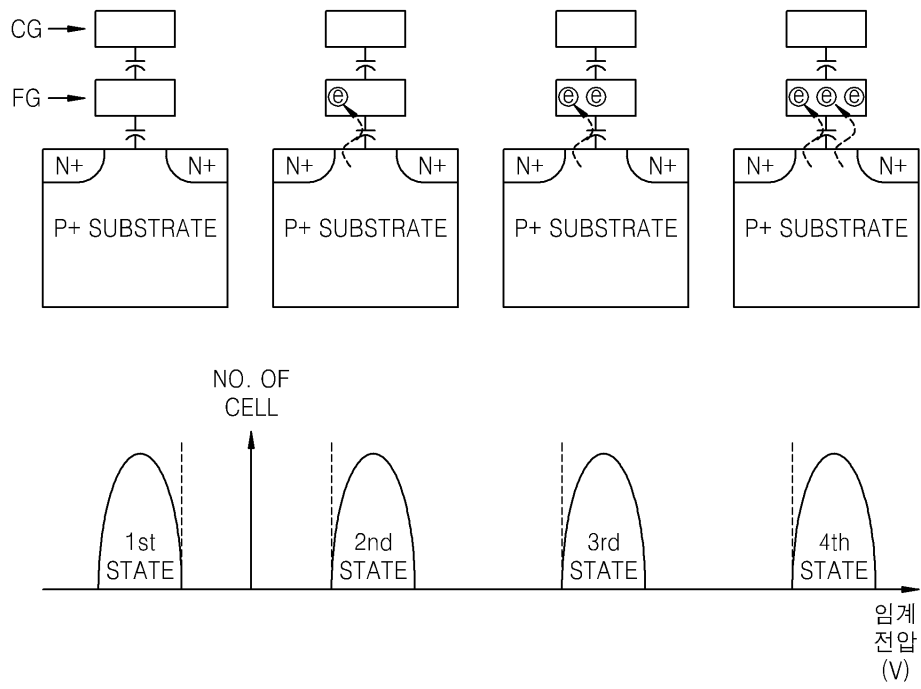 CG
FG
ⓔ
ⓔ ⓔ
ⓔ ⓔ ⓔ
N+ N+ N+ N+ N+ N+ N+ N+
P+ SUBSTRATE P+ SUBSTRATE P+ SUBSTRATE P+ SUBSTRATE
NO. OF
CELL
1st
STATE
2nd
STATE
3rd
STATE
4th
STATE
임계
전압
(V)